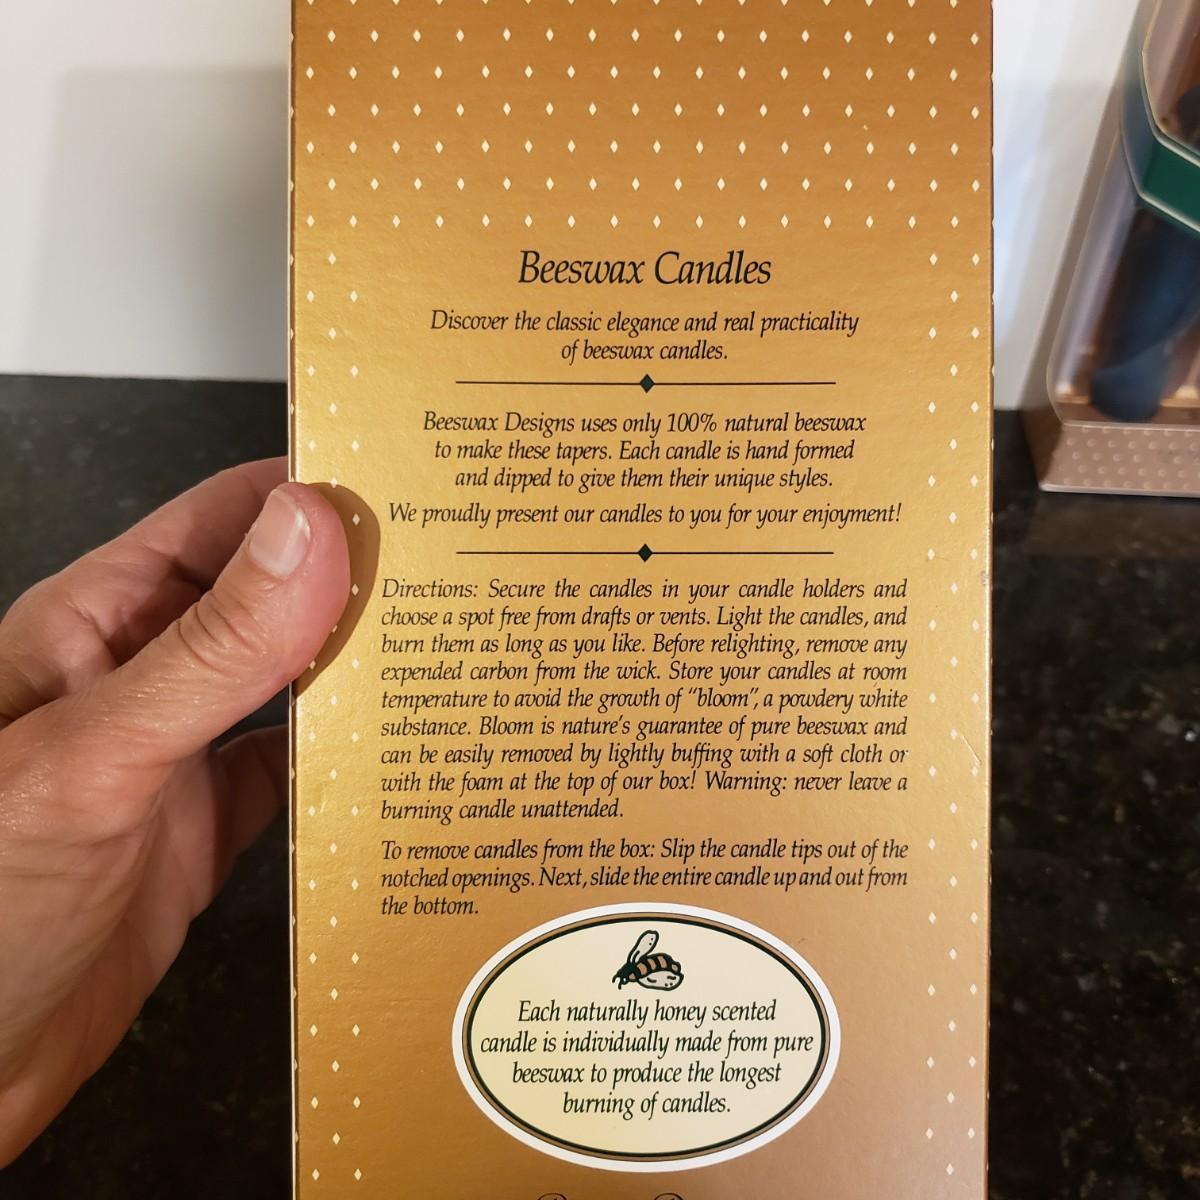 Beeswax Candles
Discover the classic elegance and real practicality
of beeswax candles.
Beeswax Designs uses only 100% natural beeswax
to make these tapers. Each candle is hand formed
and dipped to give them their unique styles.
We proudly present our candles to you for your enjoyment!
Directions: Secure the candles in your candle holders and
choose a spot free from drafts or vents. Light the candles, and
burn them as long as you like. Before relighting, remove any
expended carbon from the wick. Store your candles at room
temperature to avoid the growth of "bloom", a powdery white
substance. Bloom is nature's guarantee of pure beeswax and
can be easily removed by lightly buffing with a soft cloth or
with the foam at the top of our box! Warning: never leave a
burning candle unattended.
To remove candles from the box: Slip the candle tips out of the
notched openings. Next, slide the entire candle up and out from
the bottom.
Each naturally honey scented
candle is individually made from pure
beeswax to produce the longest
burning of candles.